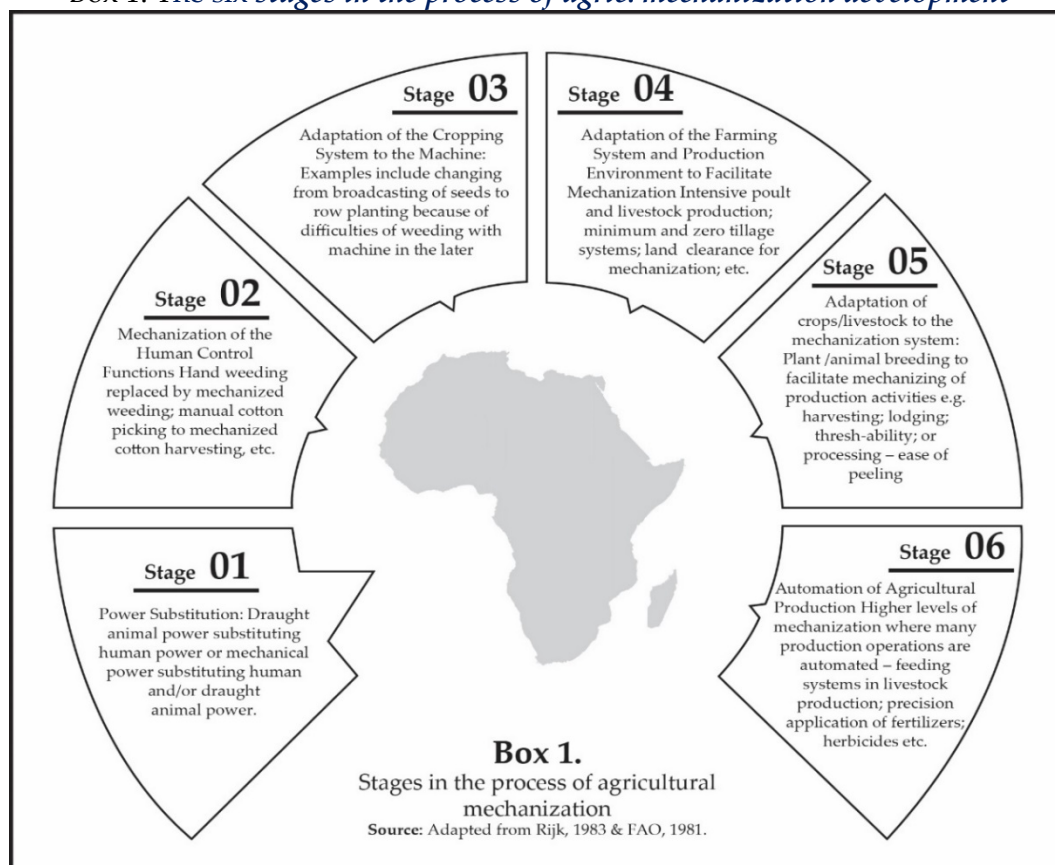 Box 1: The six stages in the process of agric. mechanization development
Stage 01
Power Substitution: Draught
animal power substituting
human power or mechanical
power substituting human
and/or draught
animal power.
Stage 02
Mechanization of the
Human Control
Functions Hand weeding
replaced by mechanized
weeding; manual cotton
picking to mechanized
cotton harvesting, etc.
Stage 03
Adaptation of the Cropping
System to the Machine:
Examples include changing
from broadcasting of seeds to
row planting because of
difficulties of weeding with
machine in the later
Stage 04
Adaptation of the Farming
System and Production
Environment to Facilitate
Mechanization Intensive poult
and livestock production;
minimum and zero tillage
systems; land clearance for
mechanization; etc.
Stage 05
Adaptation of
crops/livestock to the
mechanization system:
Plant /animal breeding to
facilitate mechanizing of
production activities e.g.
harvesting; lodging;
thresh-ability; or
processing – ease of
peeling
Stage 06
Automation of Agricultural
Production Higher levels of
mechanization where many
production operations are
automated – feeding
systems in livestock
production; precision
application of fertilizers;
herbicides etc.
Box 1.
Stages in the process of agricultural
mechanization
Source: Adapted from Rijk, 1983 & FAO, 1981.